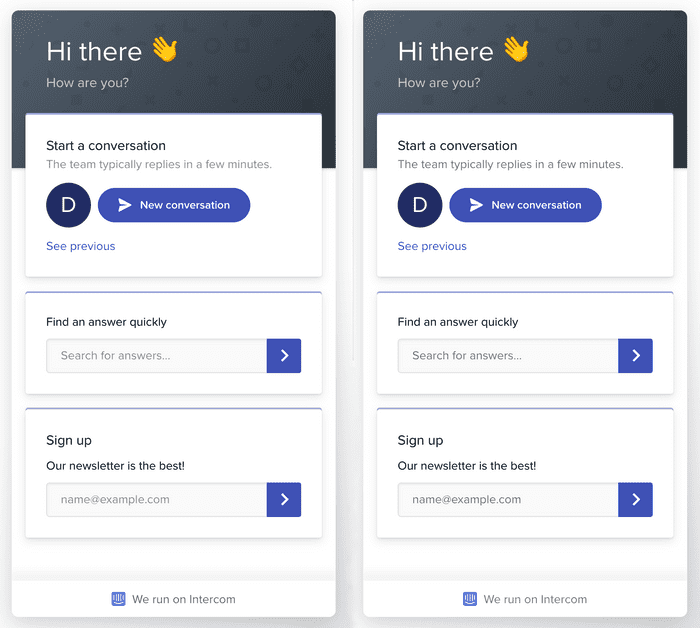 Hi there 👋
How are you?
Start a conversation
The team typically replies in a few minutes.
D
New conversation
See previous
Find an answer quickly
Search for answers...
Sign up
Our newsletter is the best!
name@example.com
We run on Intercom
Hi there 👋
How are you?
Start a conversation
The team typically replies in a few minutes.
D
New conversation
See previous
Find an answer quickly
Search for answers...
Sign up
Our newsletter is the best!
name@example.com
We run on Intercom